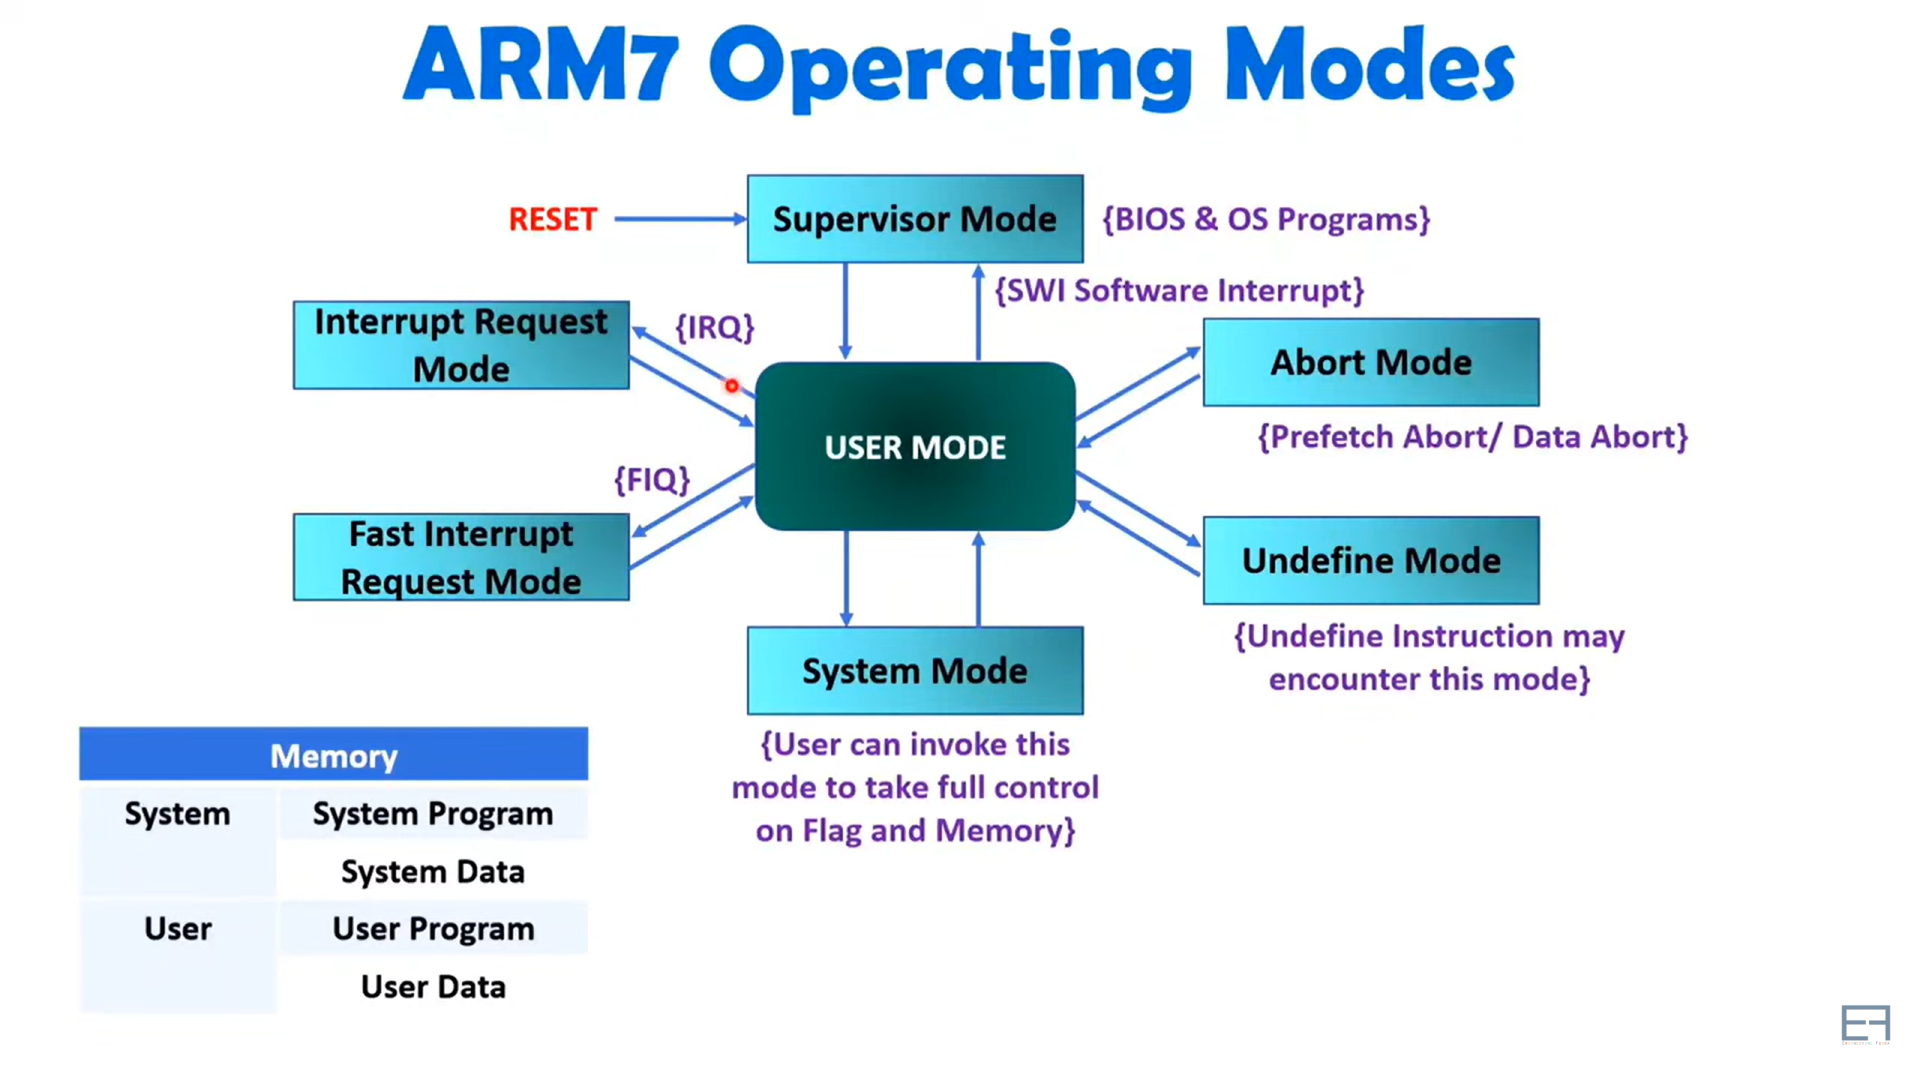 ARM7 Operating Modes
RESET
Supervisor Mode
{BIOS & OS Programs}
{SWI Software Interrupt}
Interrupt Request
Mode
{IRQ}
Abort Mode
{Prefetch Abort/ Data Abort}
USER MODE
{FIQ}
Fast Interrupt
Request Mode
Undefine Mode
{Undefine Instruction may
encounter this mode}
System Mode
{User can invoke this
mode to take full control
on Flag and Memory}
Memory
System
System Program
System Data
User
User Program
User Data
EF